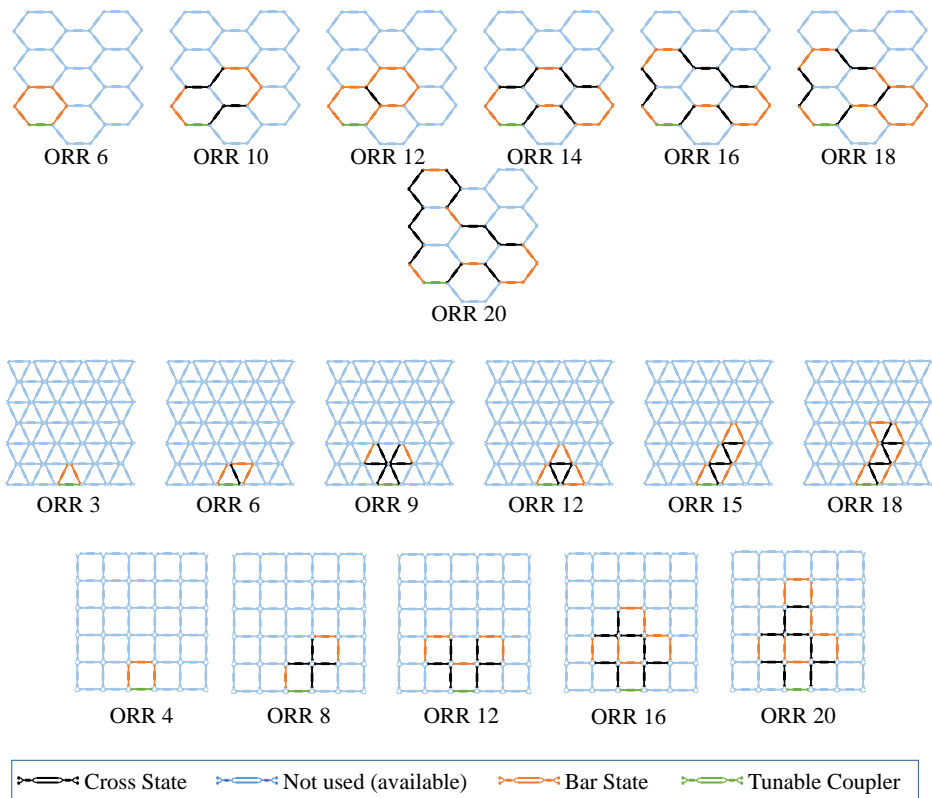 ORR 6 ORR 10 ORR 12 ORR 14 ORR 16 ORR 18
ORR 20
ORR 3 ORR 6 ORR 9 ORR 12 ORR 15 ORR 18
ORR 4 ORR 8 ORR 12 ORR 16 ORR 20
Cross State Not used (available) Bar State Tunable Coupler